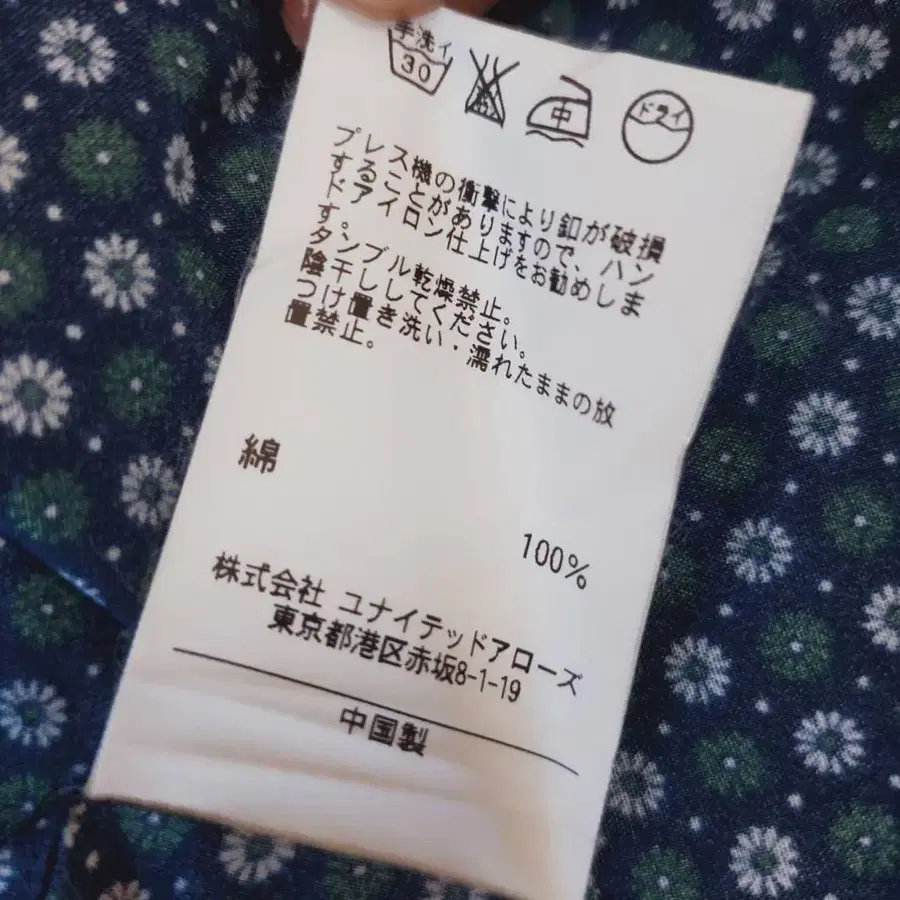 手洗イ
30
中
ドライ
プレス機の衝撃により釦が破損
することがありますので、ハン
ドアイロン仕上げをお勧めしま
す。
タンブル乾燥禁止。
陰干ししてください。
つけ置き洗い・濡れたままの放
置禁止。
綿
100%
株式会社 ユナイテッドアローズ
東京都港区赤坂8-1-19
中国製